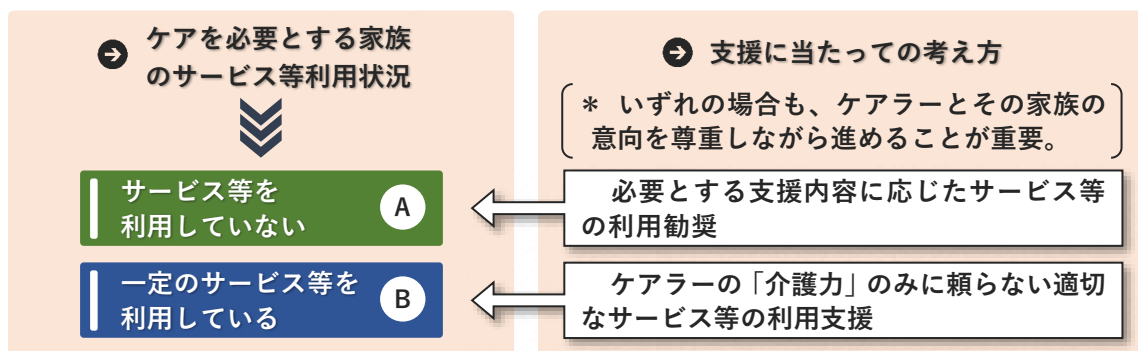 ケアを必要とする家族
のサービス等利用状況
サービス等を
利用していない
A
一定のサービス等を
利用している
B
支援に当たっての考え方
＊ いずれの場合も、ケアラーとその家族の
意向を尊重しながら進めることが重要。
必要とする支援内容に応じたサービス等
の利用勧奨
ケアラーの「介護力」のみに頼らない適切
なサービス等の利用支援